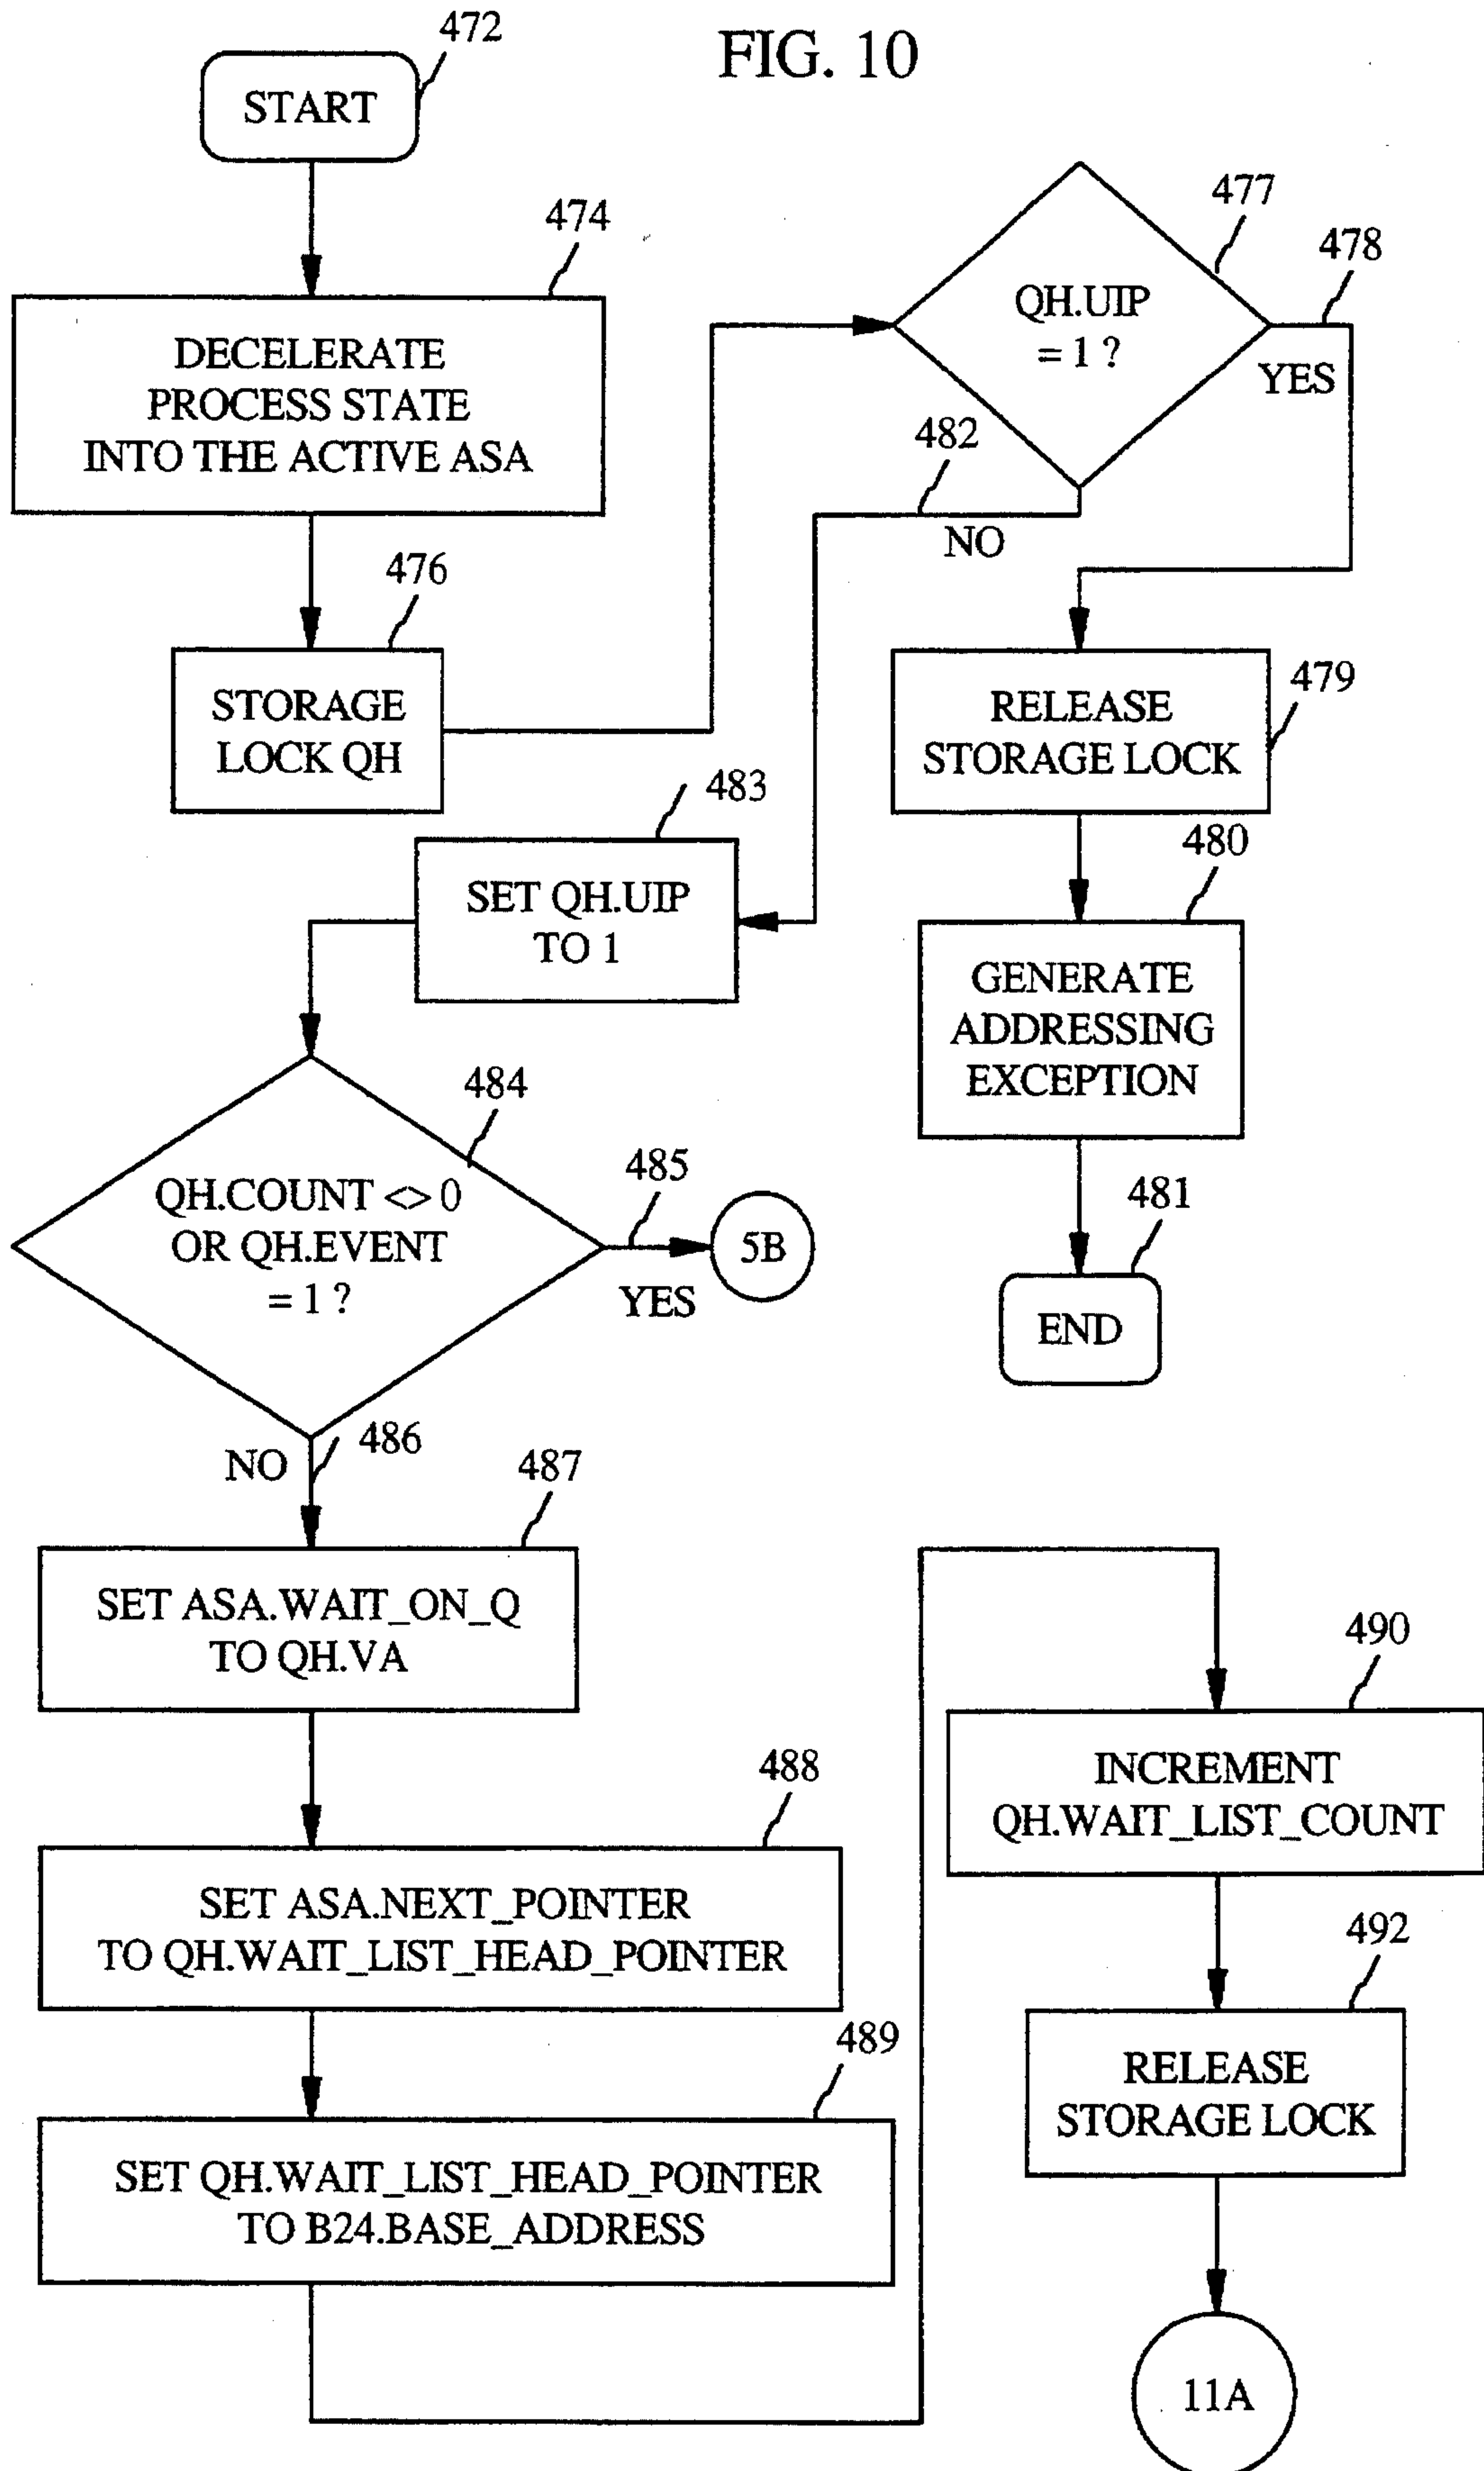 FIG. 10
472
START
474
DECELERATE
PROCESS STATE
INTO THE ACTIVE ASA
476
STORAGE
LOCK QH
477
QH.UIP
= 1 ?
478
YES
482
NO
479
RELEASE
STORAGE LOCK
480
GENERATE
ADDRESSING
EXCEPTION
481
END
483
SET QH.UIP
TO 1
484
QH.COUNT <> 0
OR QH.EVENT
= 1 ?
485
YES
5B
NO
486
487
SET ASA.WAIT_ON_Q
TO QH.VA
488
SET ASA.NEXT_POINTER
TO QH.WAIT_LIST_HEAD_POINTER
489
SET QH.WAIT_LIST_HEAD_POINTER
TO B24.BASE_ADDRESS
490
INCREMENT
QH.WAIT_LIST_COUNT
492
RELEASE
STORAGE LOCK
11A